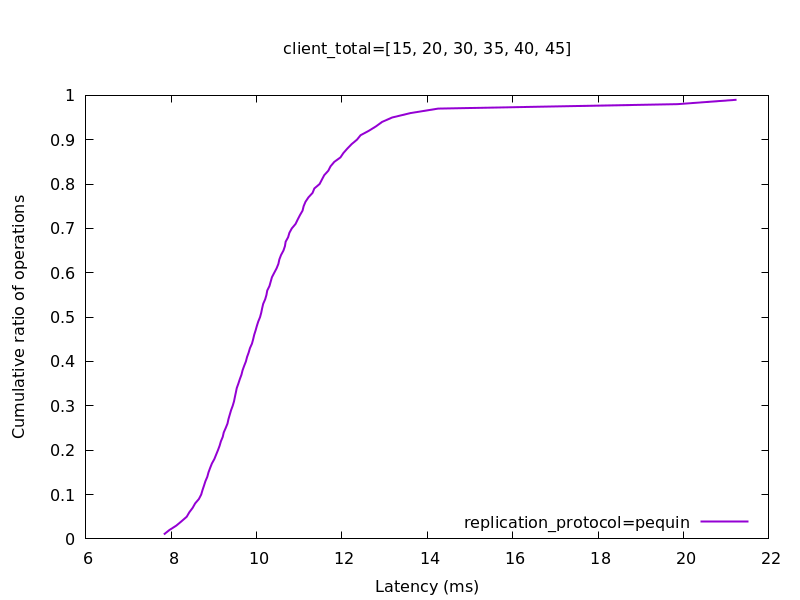 client_total=[15, 20, 30, 35, 40, 45]
1
0.9
0.8
0.7
0.6
0.5
0.4
0.3
0.2
0.1
0
Cumulative ratio of operations
replication_protocol=pequin
6 8 10 12 14 16 18 20 22
Latency (ms)